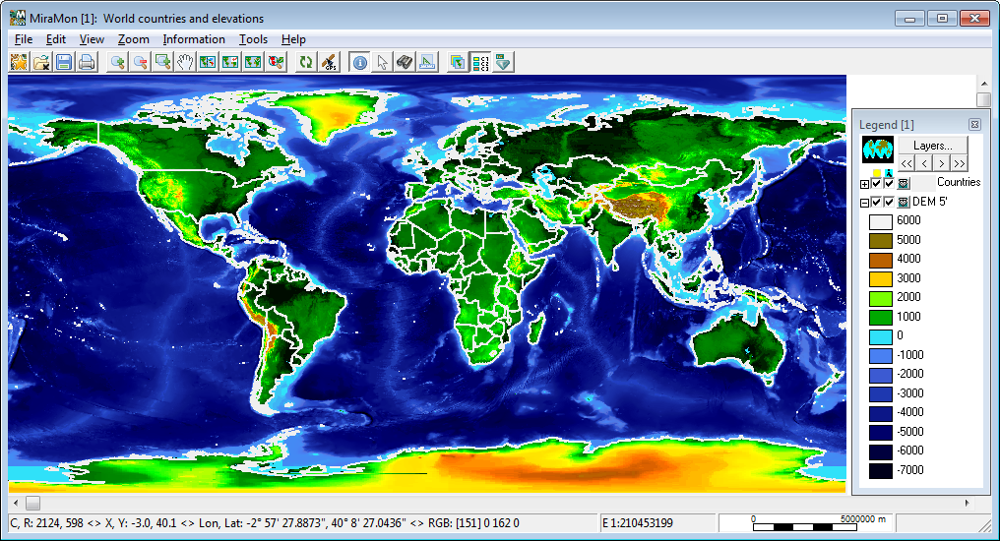 MiraMon [1]: World countries and elevations
File Edit View Zoom Information Tools Help
GPS
Legend [1]
Layers...
<< < > >>
Countries
DEM 5'
6000
5000
4000
3000
2000
1000
0
-1000
-2000
-3000
-4000
-5000
-6000
-7000
C, R: 2124, 598 <> X, Y: -3.0, 40.1 <> Lon, Lat: -2° 57' 27.8873", 40° 8' 27.0436" <> RGB: [151] 0 162 0
E 1:210453199
0 5000000 m